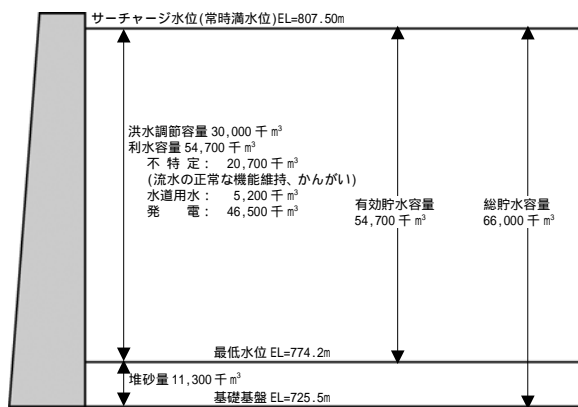 サーチャージ水位(常時満水位)EL=807.50m
洪水調節容量 30,000 千㎥
利水容量 54,700 千㎥
不 特 定： 20,700 千㎥
(流水の正常な機能維持、かんがい)
水道用水： 5,200 千㎥
発　　電： 46,500 千㎥
有効貯水容量
54,700 千㎥
総貯水容量
66,000 千㎥
最低水位 EL=774.2m
堆砂量 11,300 千㎥
基礎基盤 EL=725.5m